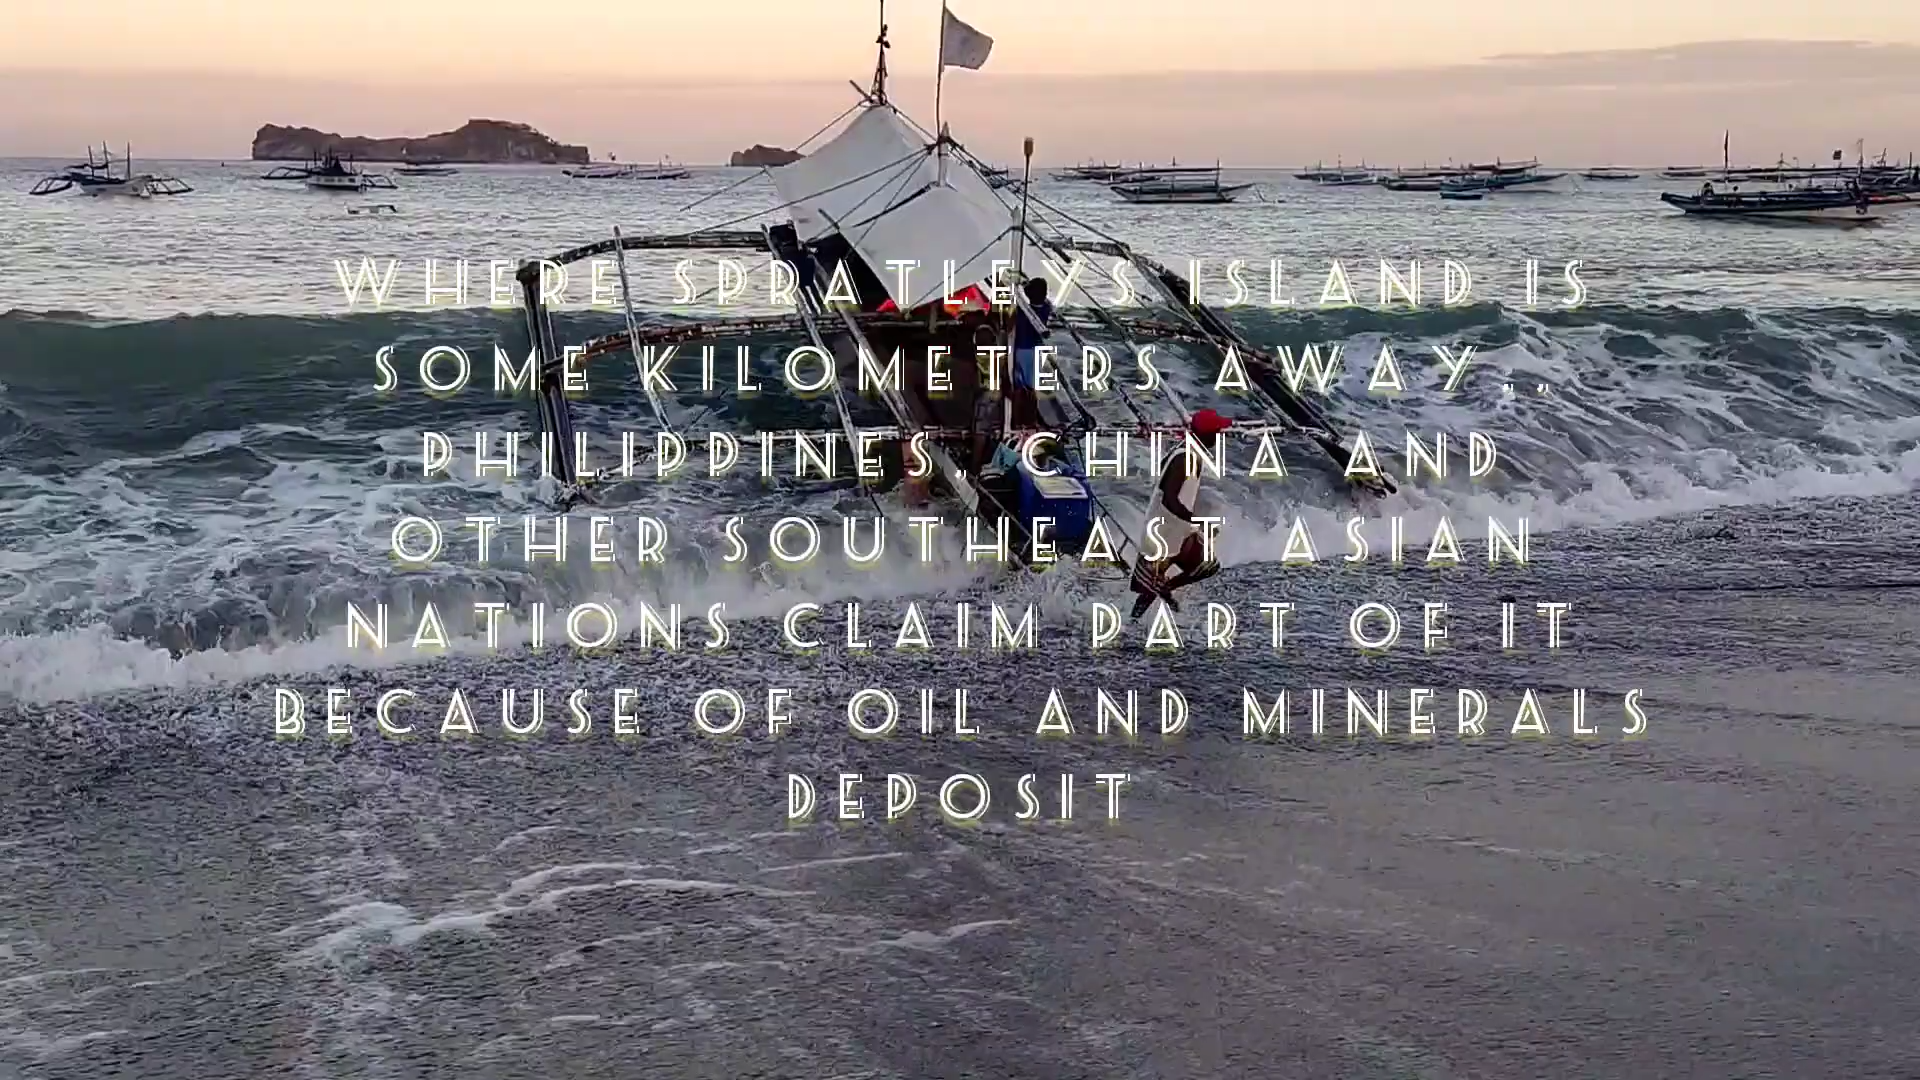 WHERE SPRATLEYS ISLAND IS
SOME KILOMETERS AWAY,,
PHILIPPINES, CHINA AND
OTHER SOUTHEAST ASIAN
NATIONS CLAIM PART OF IT
BECAUSE OF OIL AND MINERALS
DEPOSIT